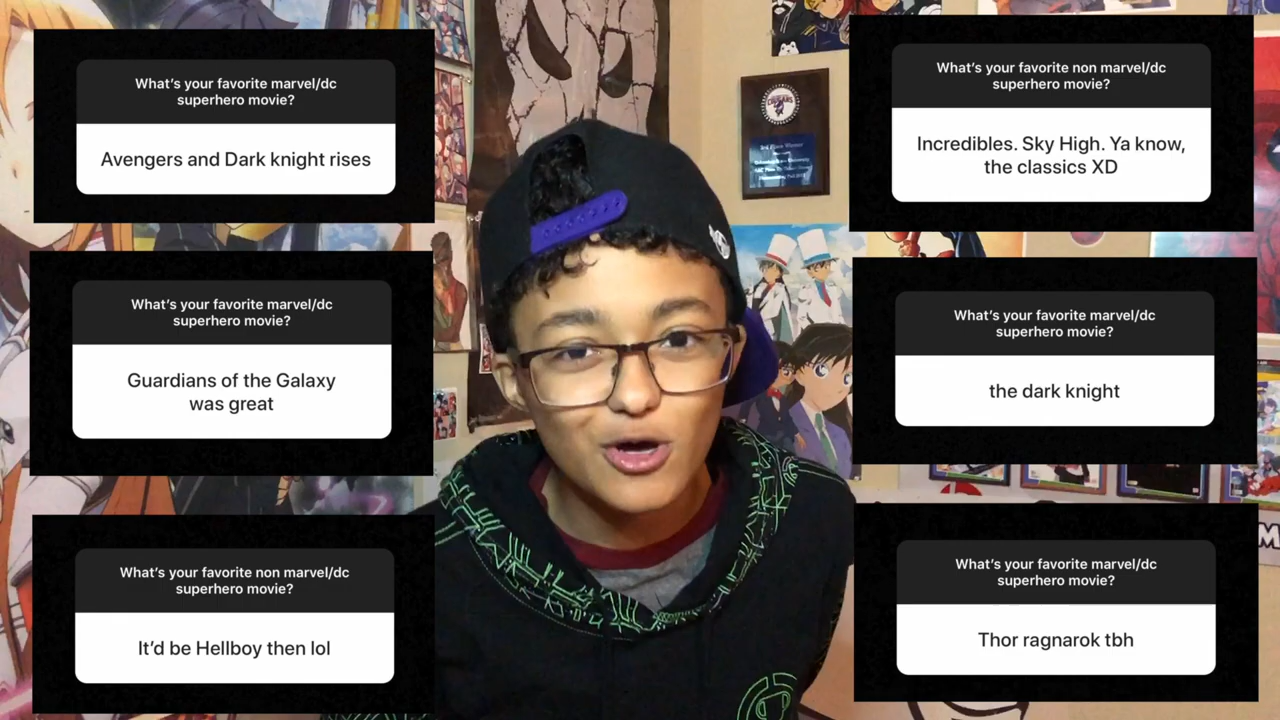 What's your favorite marvel/dc
superhero movie?
Avengers and Dark knight rises
What's your favorite marvel/dc
superhero movie?
Guardians of the Galaxy
was great
What's your favorite non marvel/dc
superhero movie?
It'd be Hellboy then lol
3rd Place Winner
What's your favorite non marvel/dc
superhero movie?
Incredibles. Sky High. Ya know,
the classics XD
What's your favorite marvel/dc
superhero movie?
the dark knight
What's your favorite marvel/dc
superhero movie?
Thor ragnarok tbh